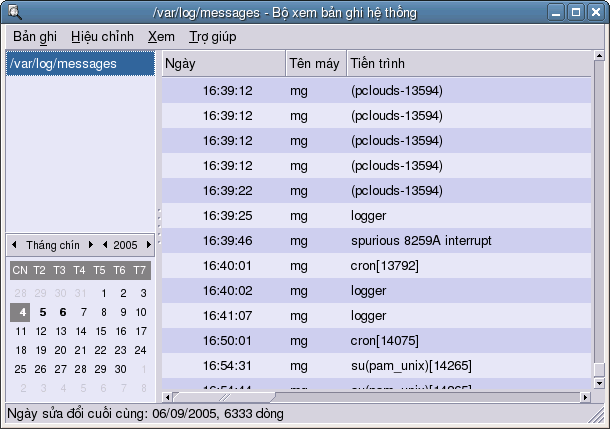 /var/log/messages - Bộ xem bản ghi hệ thống
Bản ghi Hiệu chỉnh Xem Trợ giúp
/var/log/messages
Ngày Tên máy Tiến trình
16:39:12 mg (pclouds-13594)
16:39:12 mg (pclouds-13594)
16:39:12 mg (pclouds-13594)
16:39:12 mg (pclouds-13594)
16:39:22 mg (pclouds-13594)
16:39:25 mg logger
16:39:46 mg spurious 8259A interrupt
16:40:01 mg cron[13792]
16:40:02 mg logger
16:41:07 mg logger
16:50:01 mg cron[14075]
16:54:31 mg su(pam_unix)[14265]
16:54:44 mg su(pam_unix)[14265]
Tháng chín 2005
CN T2 T3 T4 T5 T6 T7
28 29 30 31 1 2 3
4 5 6 7 8 9 10
11 12 13 14 15 16 17
18 19 20 21 22 23 24
25 26 27 28 29 30 1
2 3 4 5 6 7 8
Ngày sửa đổi cuối cùng: 06/09/2005, 6333 dòng